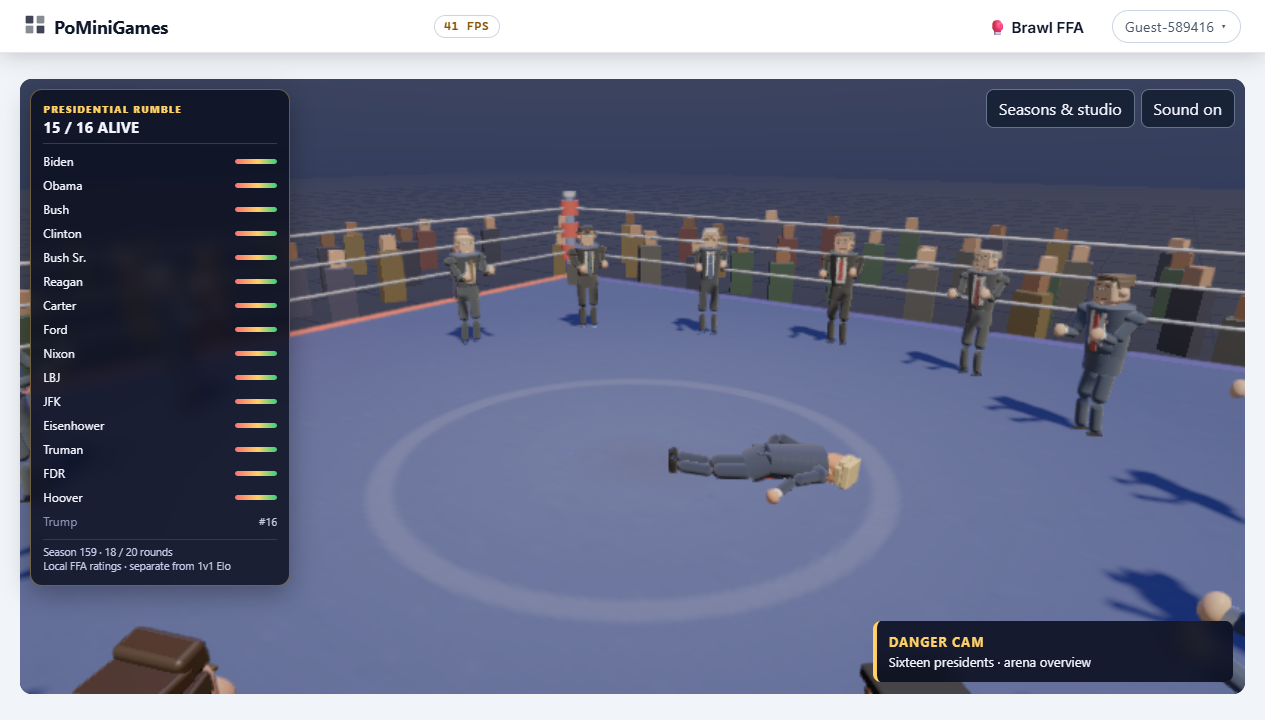 PoMiniGames
41 FPS
Brawl FFA
Guest-589416
PRESIDENTIAL RUMBLE
15 / 16 ALIVE
Biden
Obama
Bush
Clinton
Bush Sr.
Reagan
Carter
Ford
Nixon
LBJ
JFK
Eisenhower
Truman
FDR
Hoover
Trump #16
Season 159 · 18 / 20 rounds
Local FFA ratings · separate from 1v1 Elo
Seasons & studio
Sound on
DANGER CAM
Sixteen presidents · arena overview